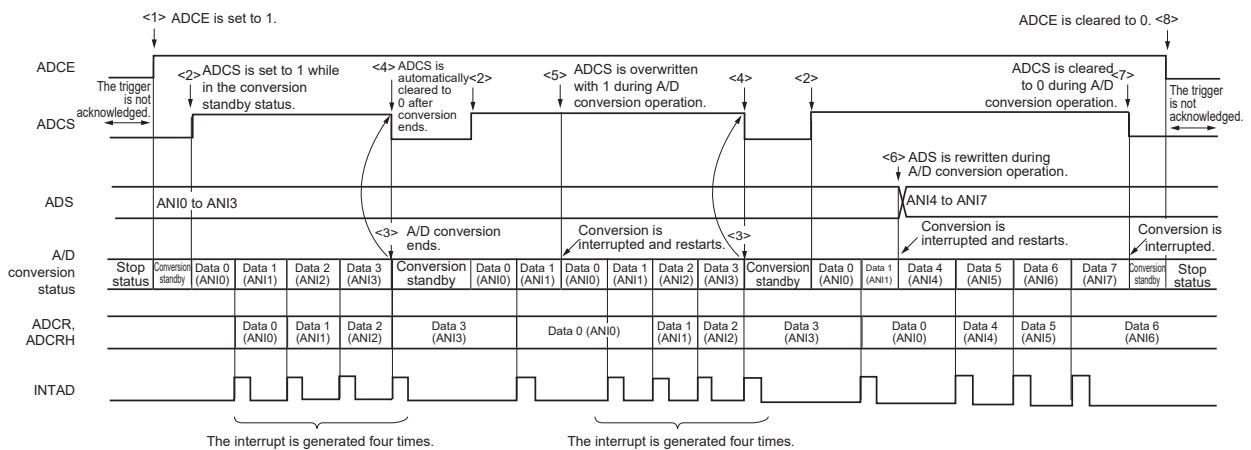 <1> ADCE is set to 1.
ADCE is cleared to 0. <8>
ADCE
The trigger
is not
acknowledged.
<2> ADCS is set to 1 while
in the conversion
standby status.
<4> ADCS is
automatically
cleared to
0 after
conversion
ends.
<2>
<5> ADCS is overwritten
with 1 during A/D
conversion operation.
<4>
<2>
ADCS is cleared <7>
to 0 during A/D
conversion operation.
The trigger
is not
acknowledged.
ADCS
<6> ADS is rewritten during
A/D conversion operation.
ADS
ANI0 to ANI3
ANI4 to ANI7
<3> A/D conversion
ends.
Conversion is
interrupted and restarts.
<3>
Conversion is
interrupted and restarts.
Conversion is
interrupted.
A/D
conversion
status
Stop
status
Conversion
standby
Data 0
(ANI0)
Data 1
(ANI1)
Data 2
(ANI2)
Data 3
(ANI3)
Conversion
standby
Data 0
(ANI0)
Data 1
(ANI1)
Data 0
(ANI0)
Data 1
(ANI1)
Data 2
(ANI2)
Data 3
(ANI3)
Conversion
standby
Data 0
(ANI0)
Data 1
(ANI1)
Data 4
(ANI4)
Data 5
(ANI5)
Data 6
(ANI6)
Data 7
(ANI7)
Conversion
standby
Stop
status
ADCR,
ADCRH
Data 0
(ANI0)
Data 1
(ANI1)
Data 2
(ANI2)
Data 3
(ANI3)
Data 0 (ANI0)
Data 1
(ANI1)
Data 2
(ANI2)
Data 3
(ANI3)
Data 0
(ANI0)
Data 4
(ANI4)
Data 5
(ANI5)
Data 6
(ANI6)
INTAD
The interrupt is generated four times.
The interrupt is generated four times.